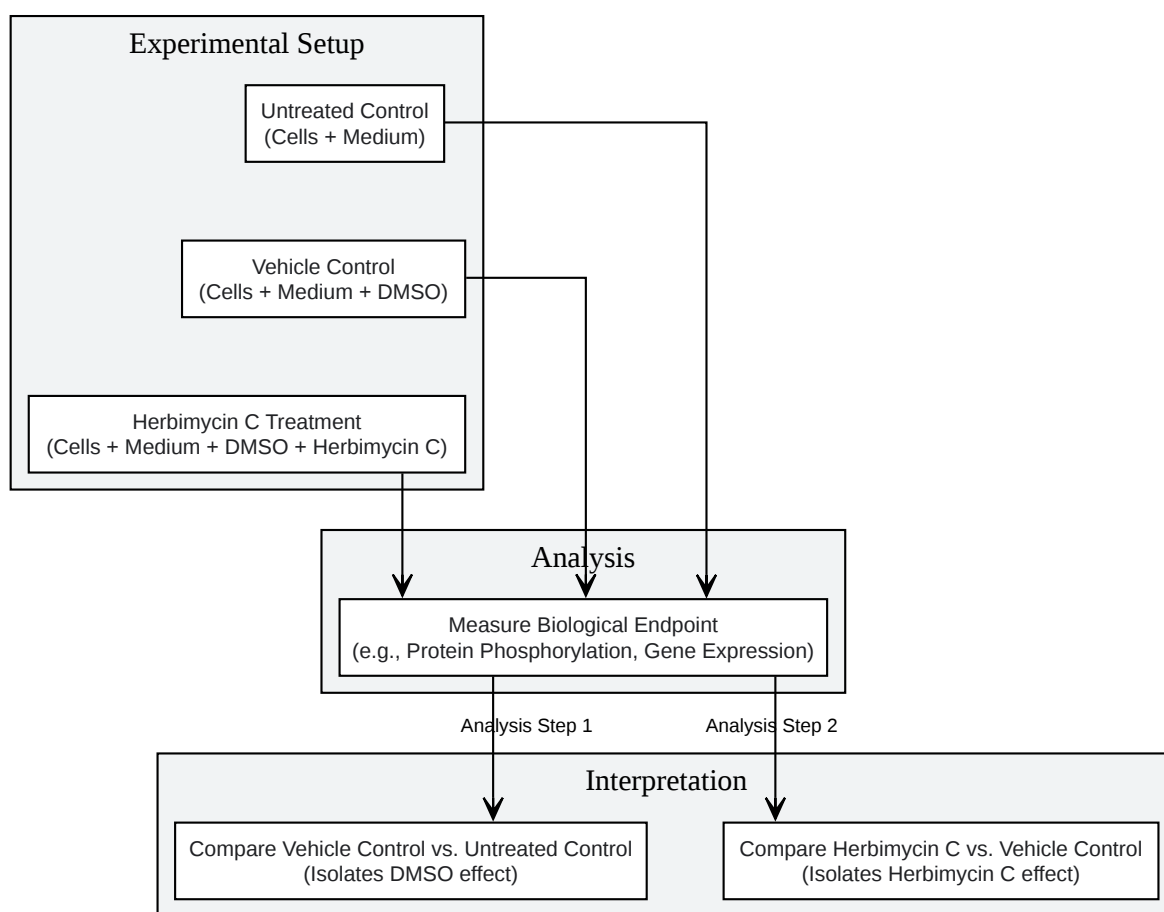 Experimental Setup
Untreated Control
(Cells + Medium)
Vehicle Control
(Cells + Medium + DMSO)
Herbimycin C Treatment
(Cells + Medium + DMSO + Herbimycin C)
Analysis
Measure Biological Endpoint
(e.g., Protein Phosphorylation, Gene Expression)
Analysis Step 1
Analysis Step 2
Interpretation
Compare Vehicle Control vs. Untreated Control
(Isolates DMSO effect)
Compare Herbimycin C vs. Vehicle Control
(Isolates Herbimycin C effect)